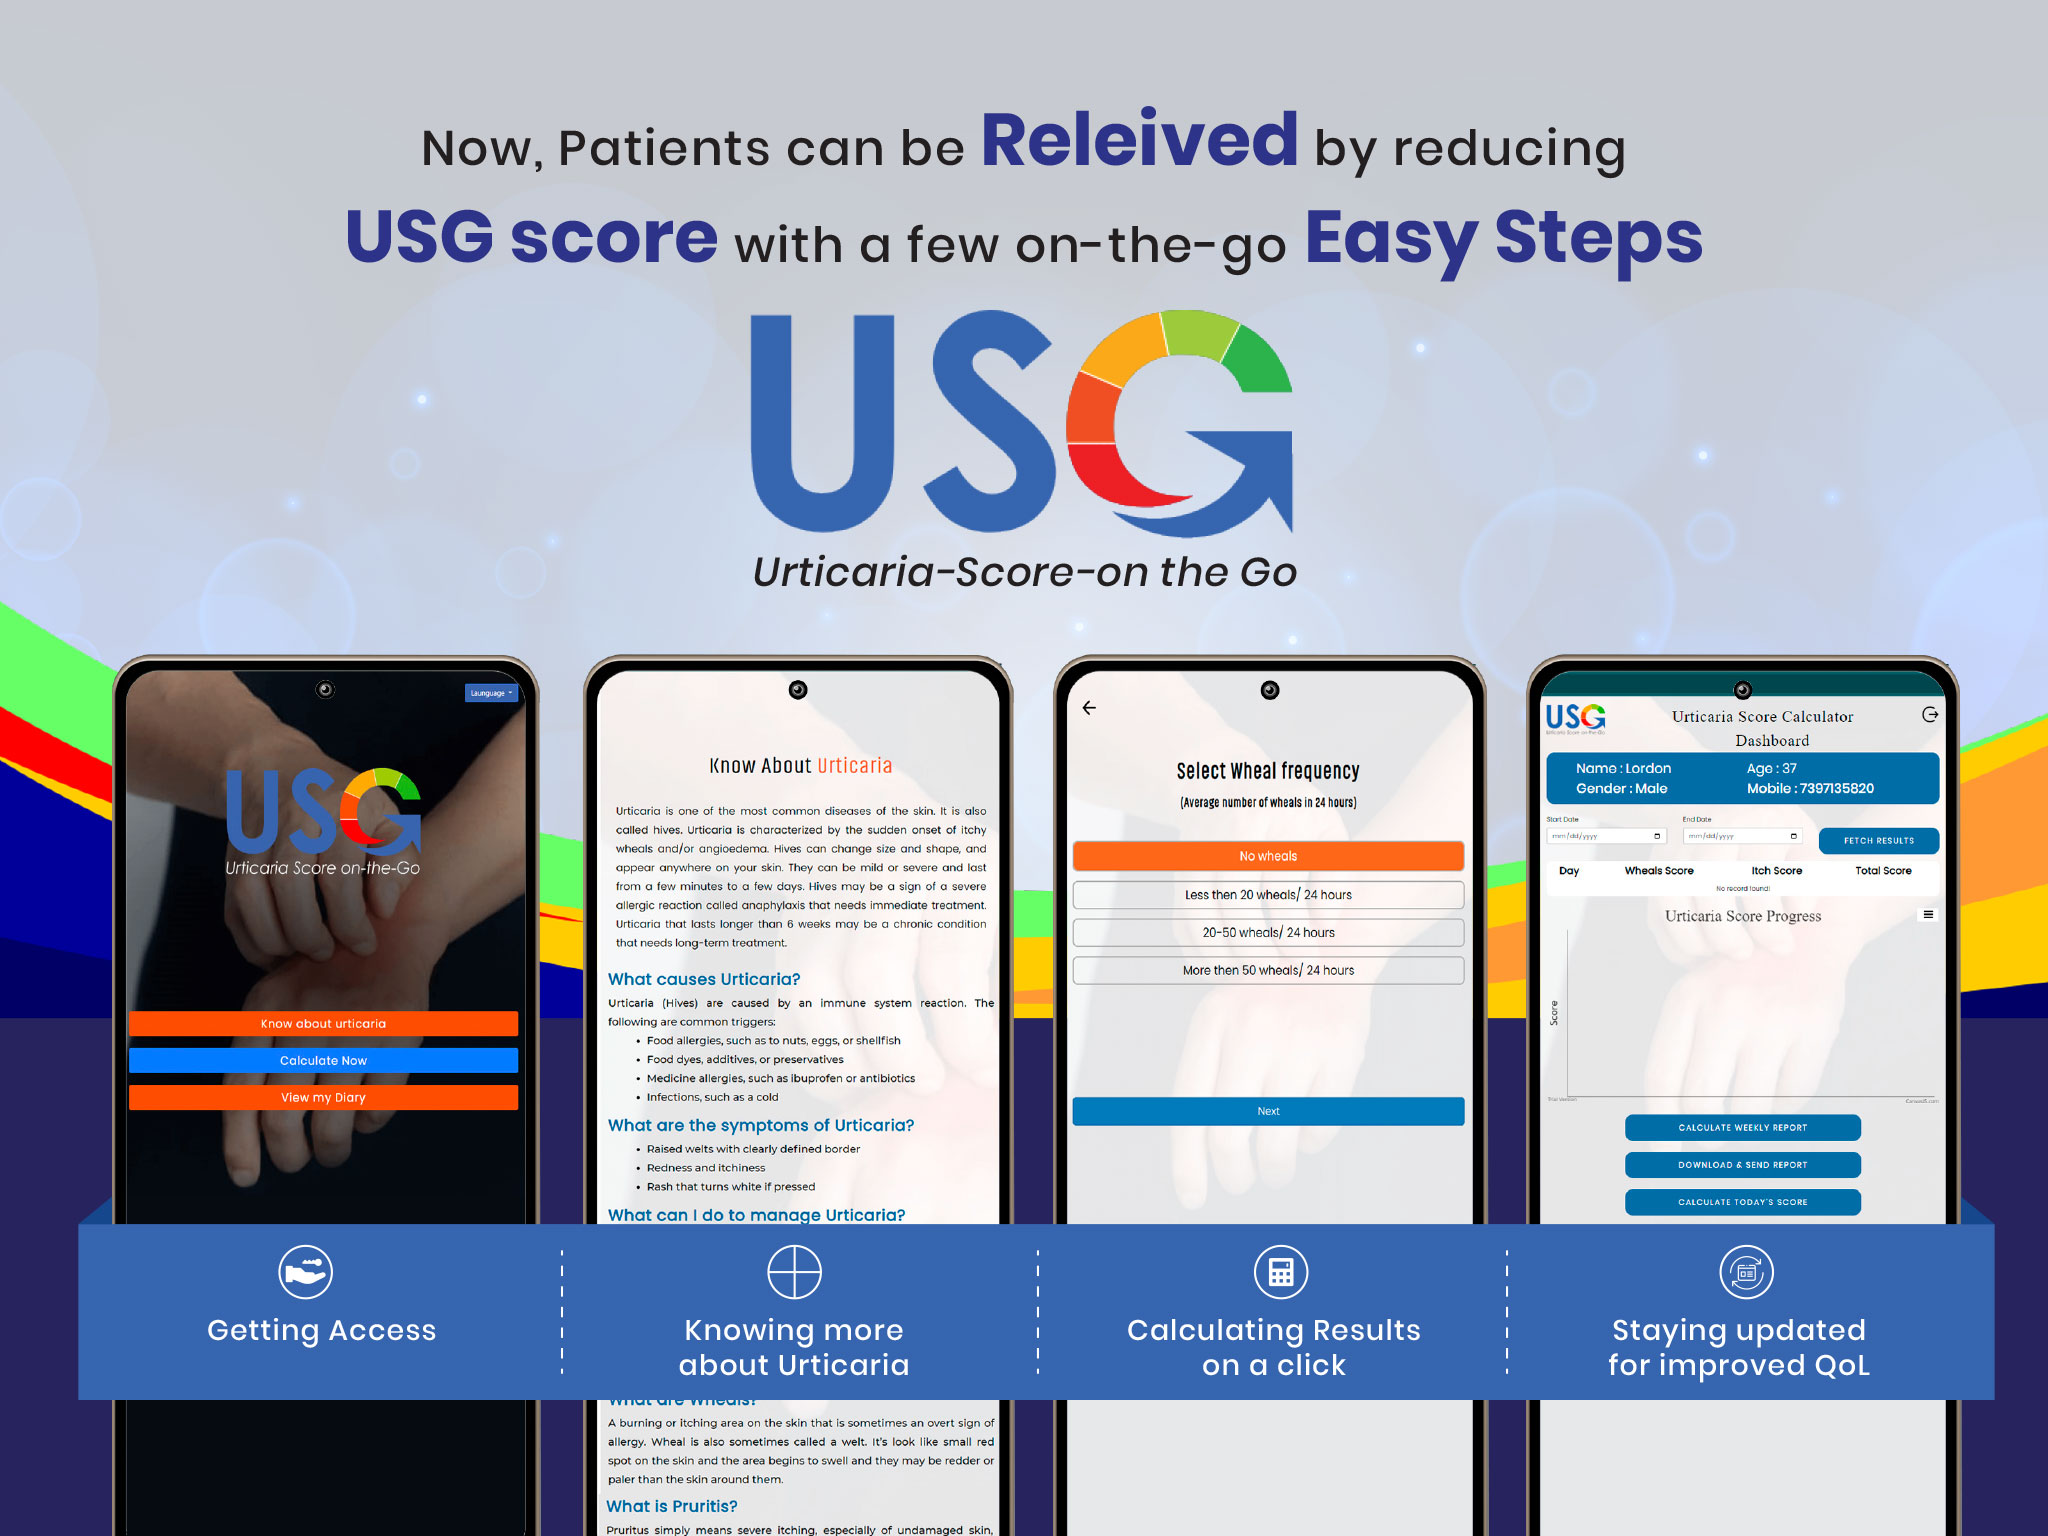 Now, Patients can be Releived by reducing
USG score with a few on-the-go Easy Steps
USG
Urticaria-Score-on the Go
Launguage
USG
Urticaria Score on-the-Go
Know about urticaria
Calculate Now
View my Diary
Know About Urticaria
Urticaria is one of the most common diseases of the skin. It is also
called hives. Urticaria is characterized by the sudden onset of itchy
wheals and/or angioedema. Hives can change size and shape, and
appear anywhere on your skin. They can be mild or severe and last
from a few minutes to a few days. Hives may be a sign of a severe
allergic reaction called anaphylaxis that needs immediate treatment.
Urticaria that lasts longer than 6 weeks may be a chronic condition
that needs long-term treatment.
What causes Urticaria?
Urticaria (Hives) are caused by an immune system reaction. The
following are common triggers:
• Food allergies, such as to nuts, eggs, or shellfish
• Food dyes, additives, or preservatives
• Medicine allergies, such as ibuprofen or antibiotics
• Infections, such as a cold
What are the symptoms of Urticaria?
• Raised welts with clearly defined border
• Redness and itchiness
• Rash that turns white if pressed
What can I do to manage Urticaria?
What are Wheals?
A burning or itching area on the skin that is sometimes an overt sign of
allergy. Wheal is also sometimes called a welt. It's look like small red
spot on the skin and the area begins to swell and they may be redder or
paler than the skin around them.
What is Pruritis?
Pruritus simply means severe itching, especially of undamaged skin,
Select Wheal frequency
(Average number of wheals in 24 hours)
No wheals
Less then 20 wheals/ 24 hours
20-50 wheals/ 24 hours
More then 50 wheals/ 24 hours
Next
USG
Urticaria Score on-the-Go
Urticaria Score Calculator
Dashboard
Name : Lordon Age : 37
Gender : Male Mobile : 7397135820
Start Date End Date
mm/dd/yyyy mm/dd/yyyy FETCH RESULTS
Day Wheals Score Itch Score Total Score
No record found!
Urticaria Score Progress
Score
Trial Version CanvasJS.com
CALCULATE WEEKLY REPORT
DOWNLOAD & SEND REPORT
CALCULATE TODAY'S SCORE
Getting Access
Knowing more
about Urticaria
Calculating Results
on a click
Staying updated
for improved QoL